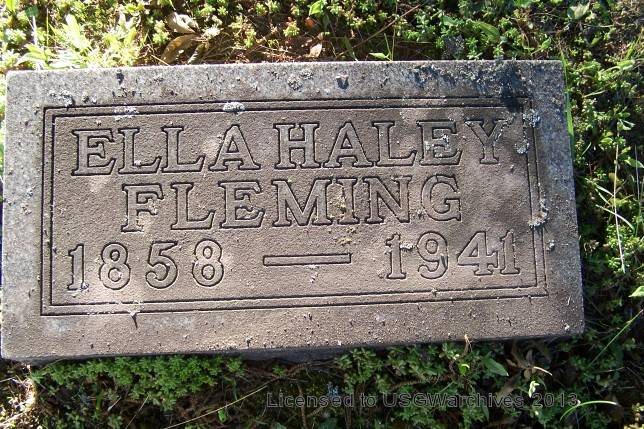 ELLA HALEY
FLEMING
1858 — 1941
Licensed to USGWarchives 2013